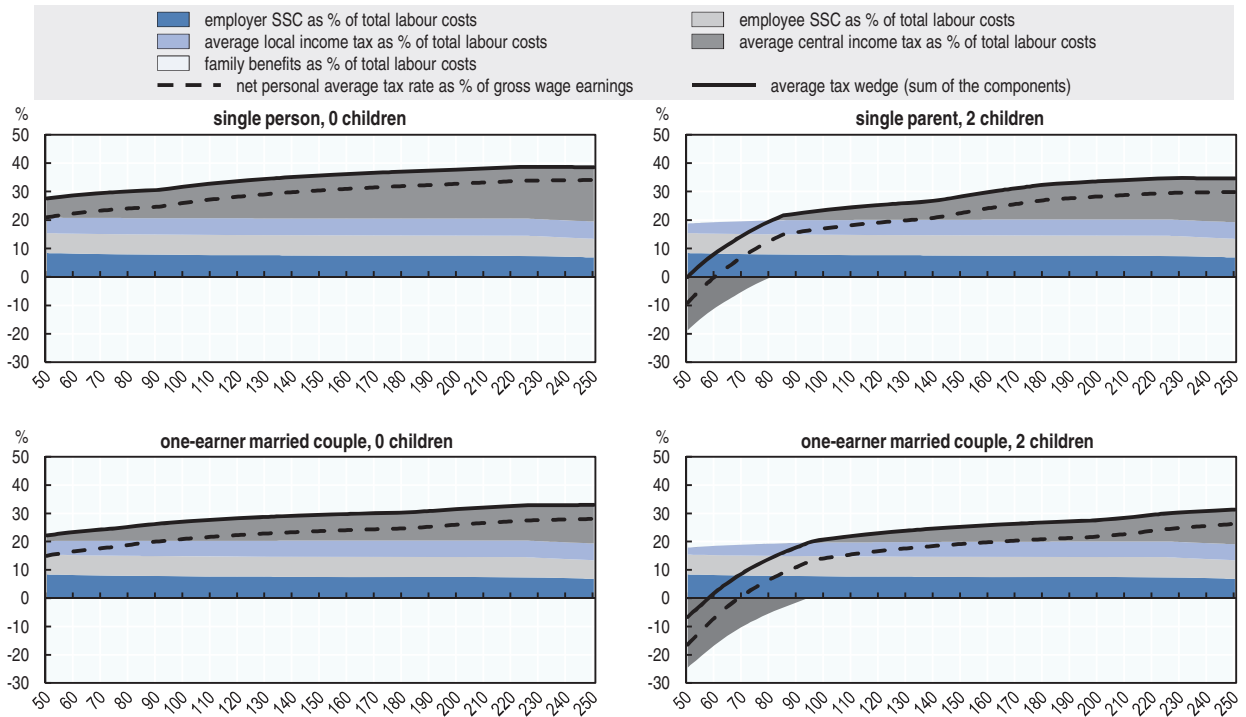 employer SSC as % of total labour costs
employee SSC as % of total labour costs
average local income tax as % of total labour costs
average central income tax as % of total labour costs
family benefits as % of total labour costs
net personal average tax rate as % of gross wage earnings
average tax wedge (sum of the components)
%
single person, 0 children
50
40
30
20
10
0
-10
-20
-30
50 60 70 80 90 100 110 120 130 140 150 160 170 180 190 200 210 220 230 240 250
%
single parent, 2 children
50
40
30
20
10
0
-10
-20
-30
50 60 70 80 90 100 110 120 130 140 150 160 170 180 190 200 210 220 230 240 250
%
one-earner married couple, 0 children
50
40
30
20
10
0
-10
-20
-30
50 60 70 80 90 100 110 120 130 140 150 160 170 180 190 200 210 220 230 240 250
%
one-earner married couple, 2 children
50
40
30
20
10
0
-10
-20
-30
50 60 70 80 90 100 110 120 130 140 150 160 170 180 190 200 210 220 230 240 250